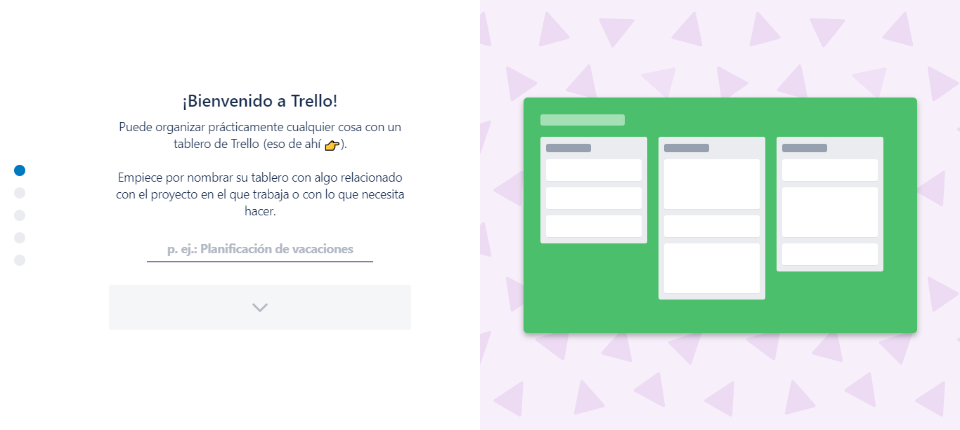 ¡Bienvenido a Trello!
Puede organizar prácticamente cualquier cosa con un
tablero de Trello (eso de ahí 👉).
Empiece por nombrar su tablero con algo relacionado
con el proyecto en el que trabaja o con lo que necesita
hacer.
p. ej.: Planificación de vacaciones